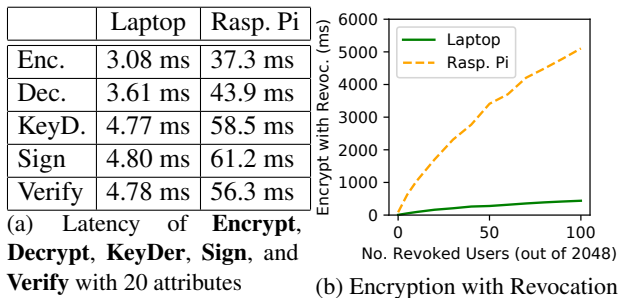 Laptop Rasp. Pi
Enc. 3.08 ms 37.3 ms
Dec. 3.61 ms 43.9 ms
KeyD. 4.77 ms 58.5 ms
Sign 4.80 ms 61.2 ms
Verify 4.78 ms 56.3 ms
(a) Latency of Encrypt,
Decrypt, KeyDer, Sign, and
Verify with 20 attributes
Encrypt with Revoc. (ms)
6000
5000
4000
3000
2000
1000
0
Laptop
Rasp. Pi
0 50 100
No. Revoked Users (out of 2048)
(b) Encryption with Revocation